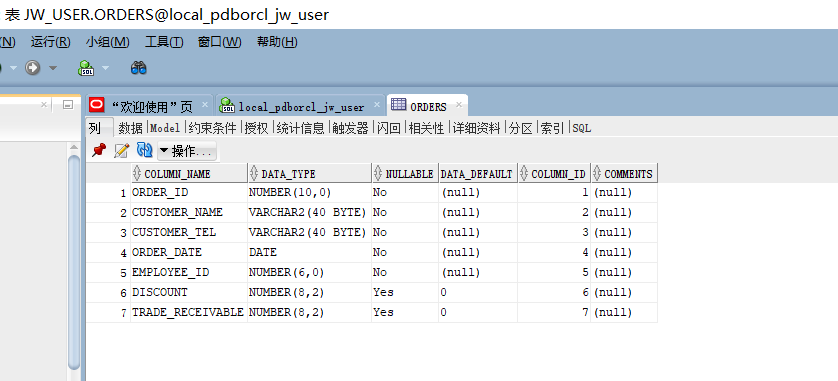 表 JW_USER.ORDERS@local_pdborcl_jw_user
(N) 运行(R) 小组(M) 工具(T) 窗口(W) 帮助(H)
SQL
“欢迎使用”页 local_pdborcl_jw_user ORDERS
列 数据 Model 约束条件 授权 统计信息 触发器 闪回 相关性 详细资料 分区 索引 SQL
操作...
COLUMN_NAME DATA_TYPE NULLABLE DATA_DEFAULT COLUMN_ID COMMENTS
1 ORDER_ID NUMBER(10,0) No (null) 1 (null)
2 CUSTOMER_NAME VARCHAR2(40 BYTE) No (null) 2 (null)
3 CUSTOMER_TEL VARCHAR2(40 BYTE) No (null) 3 (null)
4 ORDER_DATE DATE No (null) 4 (null)
5 EMPLOYEE_ID NUMBER(6,0) No (null) 5 (null)
6 DISCOUNT NUMBER(8,2) Yes 0 6 (null)
7 TRADE_RECEIVABLE NUMBER(8,2) Yes 0 7 (null)